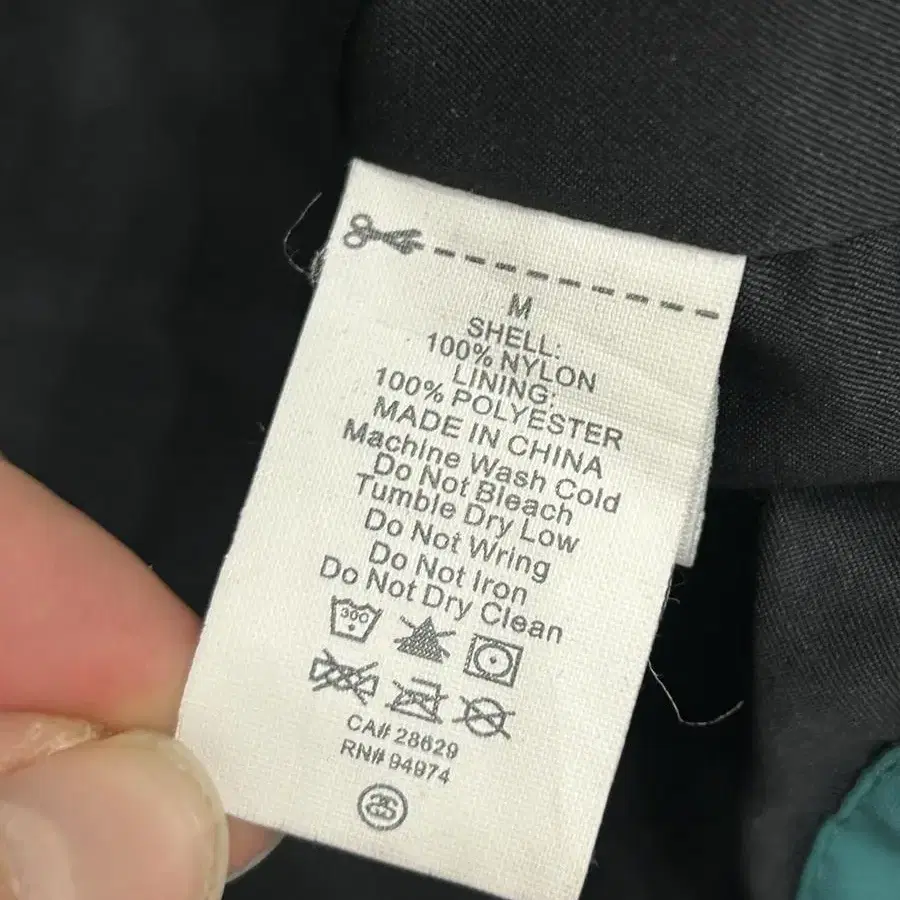 M
SHELL:
100% NYLON
LINING:
100% POLYESTER
MADE IN CHINA
Machine Wash Cold
Do Not Bleach
Tumble Dry Low
Do Not Wring
Do Not Iron
Do Not Dry Clean
30C
CA# 28629
RN# 94974